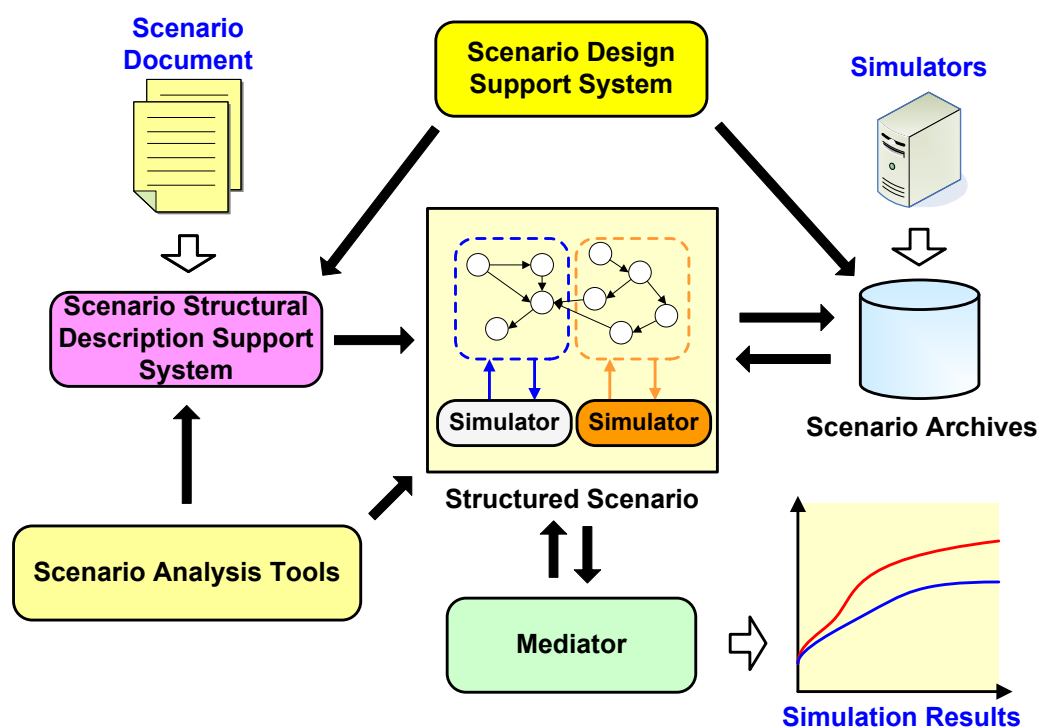 Scenario
Document
Scenario Design
Support System
Simulators
Scenario Structural
Description Support
System
Simulator
Simulator
Scenario Archives
Structured Scenario
Scenario Analysis Tools
Mediator
Simulation Results